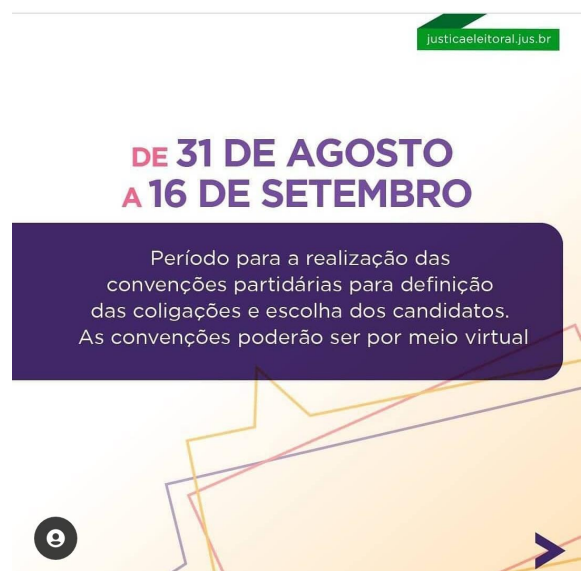 justicaeleitoral.jus.br
DE 31 DE AGOSTO
A 16 DE SETEMBRO
Período para a realização das
convenções partidárias para definição
das coligações e escolha dos candidatos.
As convenções poderão ser por meio virtual